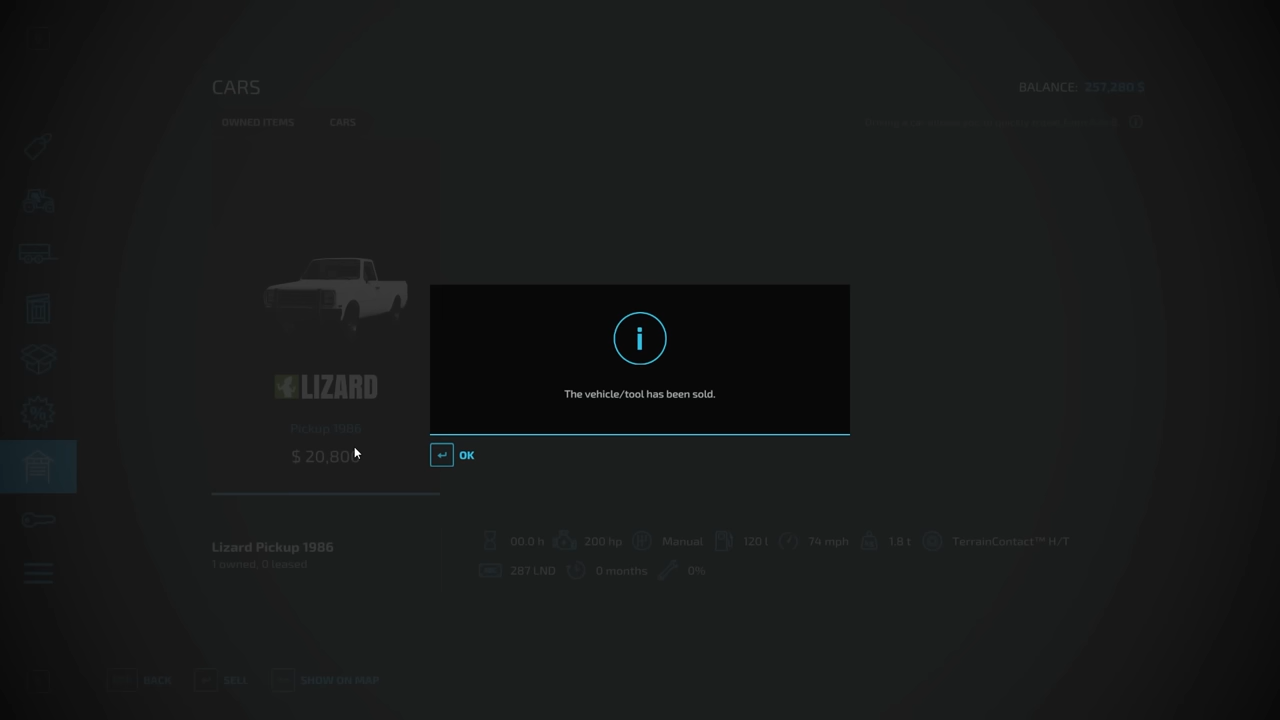 CARS
BALANCE: 257,280 $
OWNED ITEMS CARS
LIZARD
Pickup 1986
$ 20,800
i
The vehicle/tool has been sold.
OK
Lizard Pickup 1986
1 owned, 0 leased
00.0 h 200 hp Manual 120 l 74 mph 1.8 t TerrainContact™ H/T
287 LND 0 months 0%
BACK SELL SHOW ON MAP